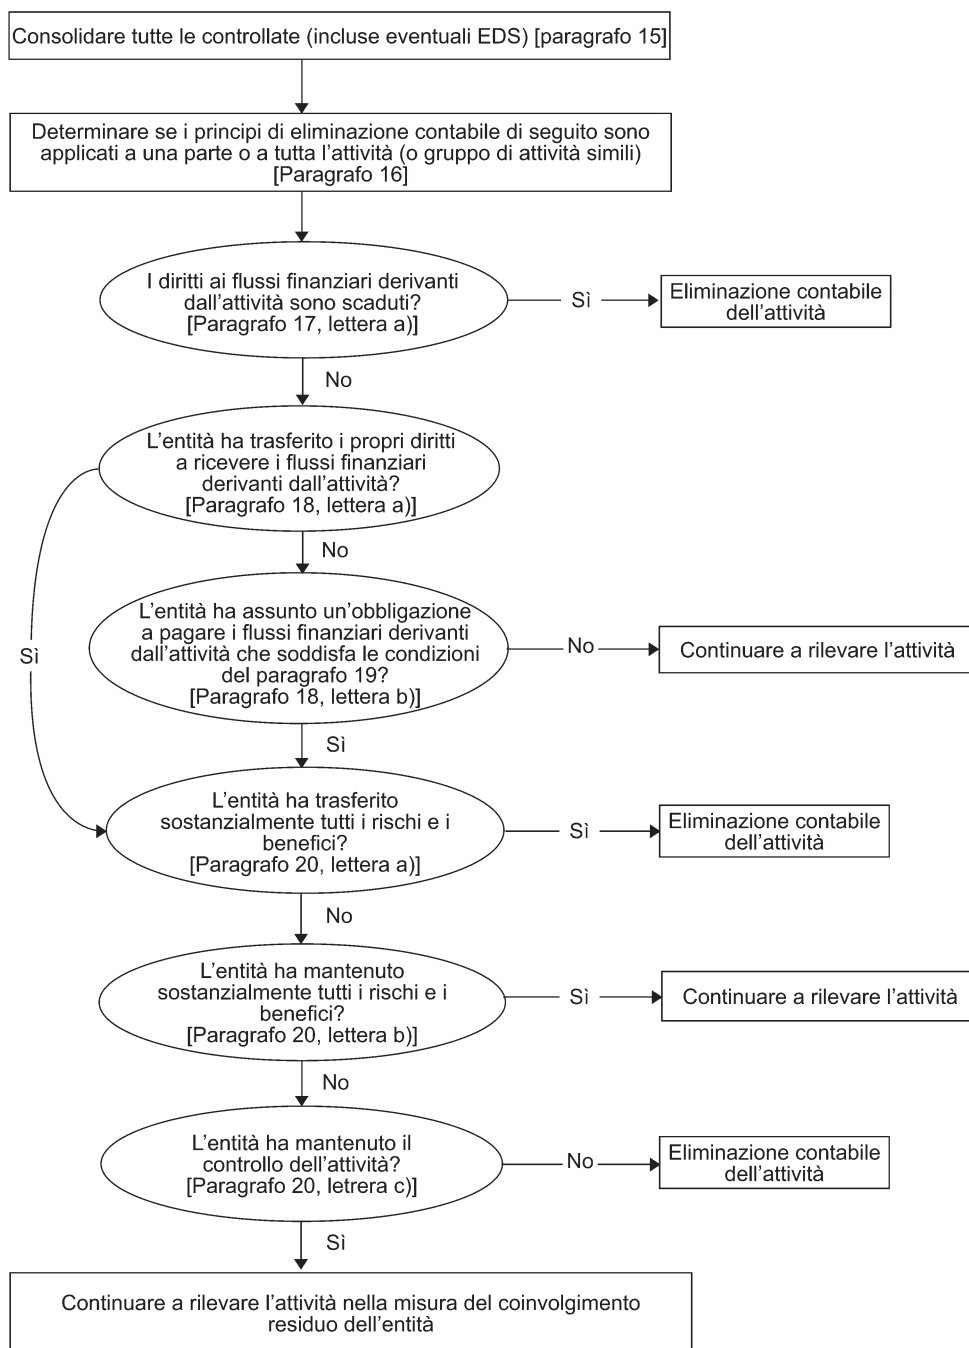 Consolidare tutte le controllate (incluse eventuali EDS) [paragrafo 15]
Determinare se i principi di eliminazione contabile di seguito sono
applicati a una parte o a tutta l'attività (o gruppo di attività simili)
[Paragrafo 16]
I diritti ai flussi finanziari derivanti
dall'attività sono scaduti?
[Paragrafo 17, lettera a)]
Sì
Eliminazione contabile
dell'attività
No
L'entità ha trasferito i propri diritti
a ricevere i flussi finanziari
derivanti dall'attività?
[Paragrafo 18, lettera a)]
No
Sì
L'entità ha assunto un'obbligazione
a pagare i flussi finanziari derivanti
dall'attività che soddisfa le condizioni
del paragrafo 19?
[Paragrafo 18, lettera b)]
No
Continuare a rilevare l'attività
Sì
L'entità ha trasferito
sostanzialmente tutti i rischi e i
benefici?
[Paragrafo 20, lettera a)]
Sì
Eliminazione contabile
dell'attività
No
L'entità ha mantenuto
sostanzialmente tutti i rischi e i
benefici?
[Paragrafo 20, lettera b)]
Sì
Continuare a rilevare l'attività
No
L'entità ha mantenuto il
controllo dell'attività?
[Paragrafo 20, letrera c)]
No
Eliminazione contabile
dell'attività
Sì
Continuare a rilevare l'attività nella misura del coinvolgimento
residuo dell'entità